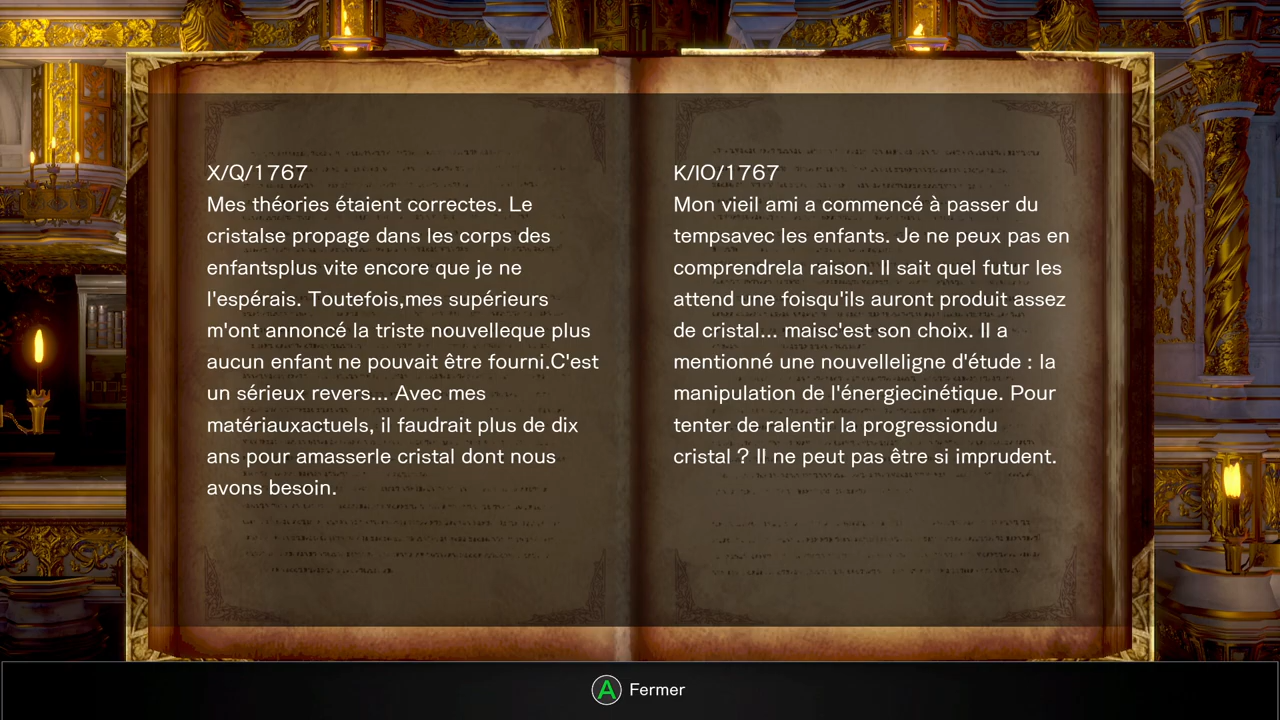 X/Q/1767
Mes théories étaient correctes. Le
cristalse propage dans les corps des
enfantsplus vite encore que je ne
l'espérais. Toutefois,mes supérieurs
m'ont annoncé la triste nouvelleque plus
aucun enfant ne pouvait être fourni.C'est
un sérieux revers... Avec mes
matériauxactuels, il faudrait plus de dix
ans pour amasserle cristal dont nous
avons besoin.
K/IO/1767
Mon vieil ami a commencé à passer du
tempsavec les enfants. Je ne peux pas en
comprendrela raison. Il sait quel futur les
attend une foisqu'ils auront produit assez
de cristal... maisc'est son choix. Il a
mentionné une nouvelleligne d'étude : la
manipulation de l'énergiecinétique. Pour
tenter de ralentir la progressiondu
cristal ? Il ne peut pas être si imprudent.
A Fermer